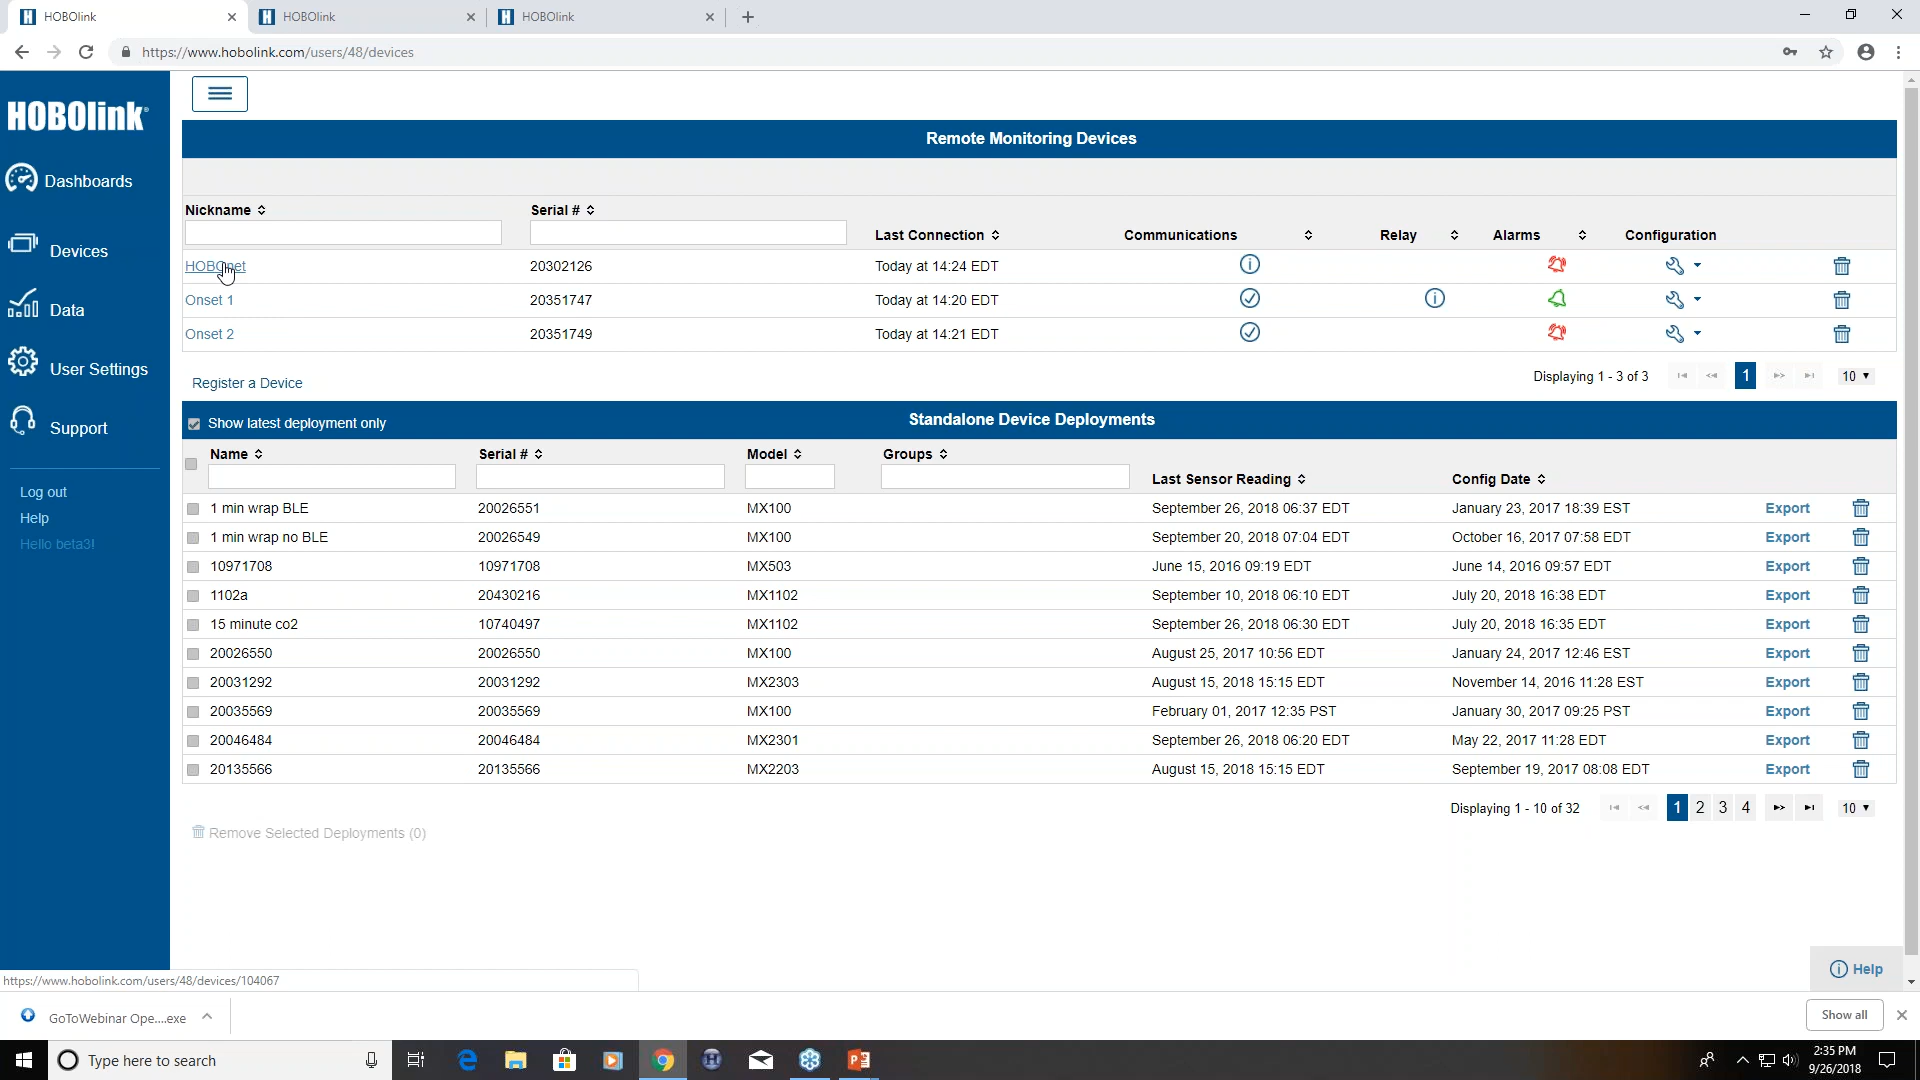 HOBOlink
HOBOlink
HOBOlink
https://www.hobolink.com/users/48/devices
HOBOlink®
Dashboards
Devices
Data
User Settings
Support
Log out
Help
Hello beta3!
Remote Monitoring Devices
Nickname Serial # Last Connection Communications Relay Alarms Configuration
HOBOnet 20302126 Today at 14:24 EDT
Onset 1 20351747 Today at 14:20 EDT
Onset 2 20351749 Today at 14:21 EDT
Register a Device
Displaying 1 - 3 of 3 1 10
Show latest deployment only Standalone Device Deployments
Name Serial # Model Groups Last Sensor Reading Config Date
1 min wrap BLE 20026551 MX100 September 26, 2018 06:37 EDT January 23, 2017 18:39 EST Export
1 min wrap no BLE 20026549 MX100 September 20, 2018 07:04 EDT October 16, 2017 07:58 EDT Export
10971708 10971708 MX503 June 15, 2016 09:19 EDT June 14, 2016 09:57 EDT Export
1102a 20430216 MX1102 September 10, 2018 06:10 EDT July 20, 2018 16:38 EDT Export
15 minute co2 10740497 MX1102 September 26, 2018 06:30 EDT July 20, 2018 16:35 EDT Export
20026550 20026550 MX100 August 25, 2017 10:56 EDT January 24, 2017 12:46 EST Export
20031292 20031292 MX2303 August 15, 2018 15:15 EDT November 14, 2016 11:28 EST Export
20035569 20035569 MX100 February 01, 2017 12:35 PST January 30, 2017 09:25 PST Export
20046484 20046484 MX2301 September 26, 2018 06:20 EDT May 22, 2017 11:28 EDT Export
20135566 20135566 MX2203 August 15, 2018 15:15 EDT September 19, 2017 08:08 EDT Export
Displaying 1 - 10 of 32 1 2 3 4 10
Remove Selected Deployments (0)
Help
https://www.hobolink.com/users/48/devices/104067
GoToWebinar Ope....exe
Show all
Type here to search
2:35 PM
9/26/2018